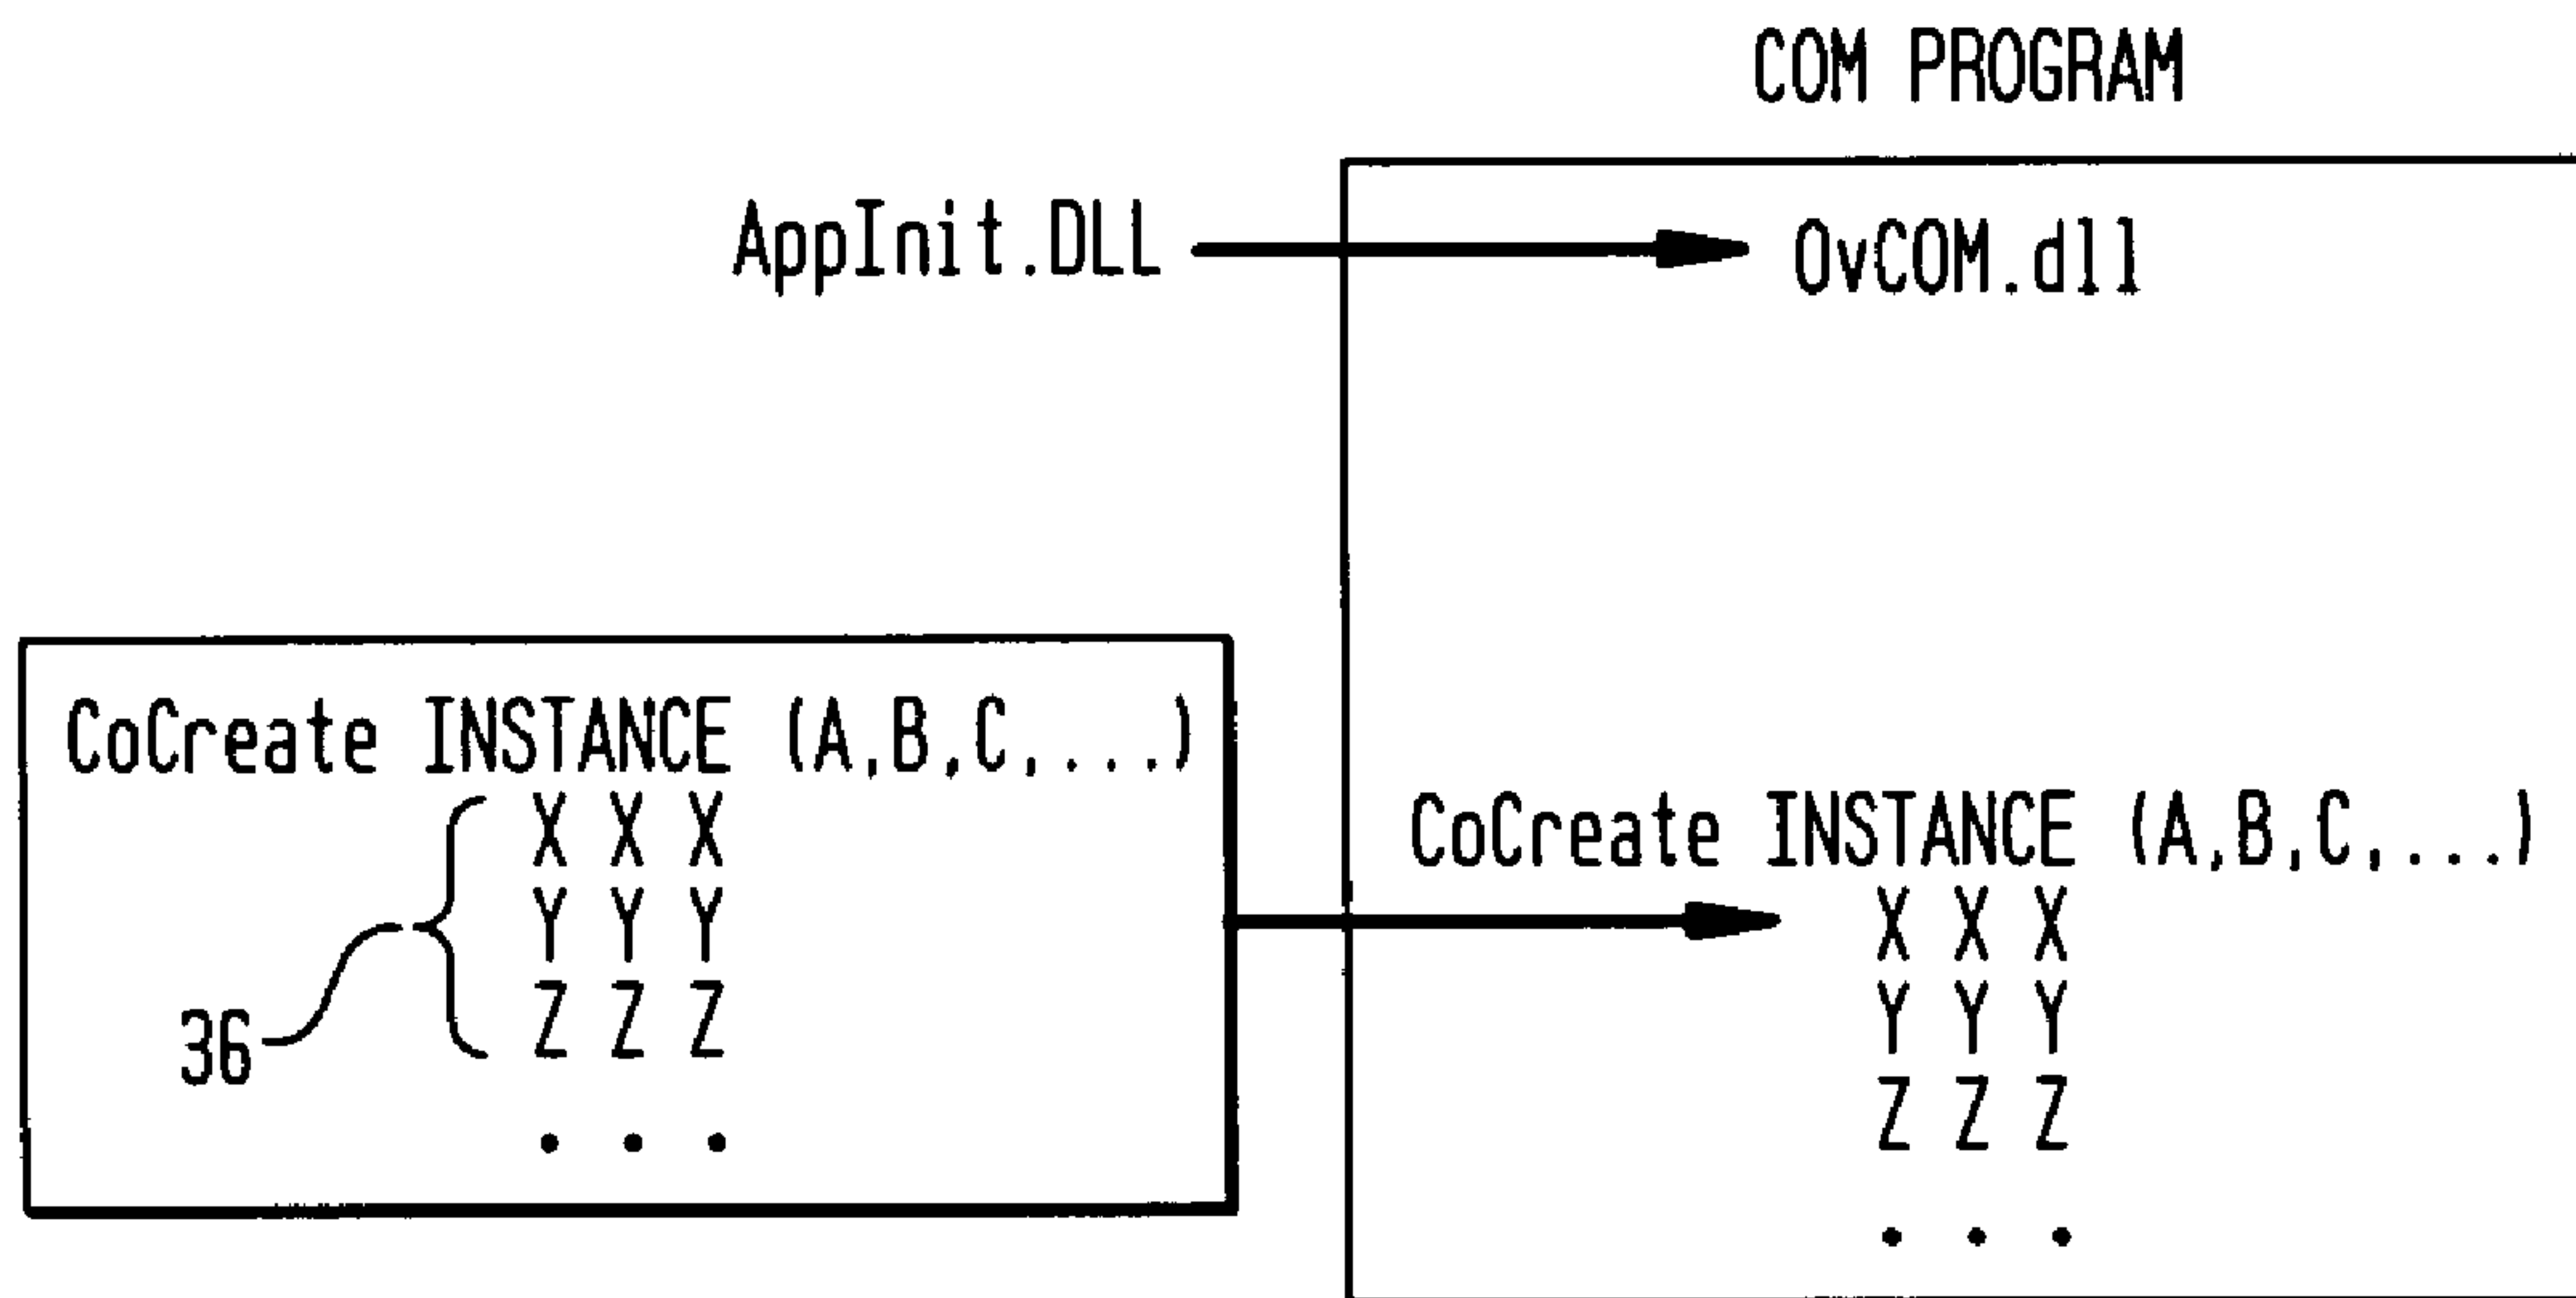 COM PROGRAM
AppInit.DLL
OvCOM.dll
CoCreate INSTANCE (A,B,C,...)
X X X
Y Y Y
Z Z Z
. . .
36
CoCreate INSTANCE (A,B,C,...)
X X X
Y Y Y
Z Z Z
. . .